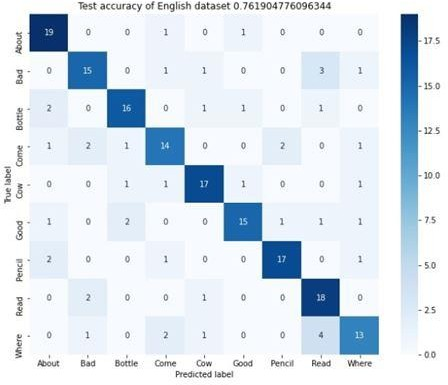 Test accuracy of English dataset 0.761904776096344
About 19 0 0 1 0 1 0 0 0
Bad 0 15 0 1 1 0 0 3 1
Bottle 2 0 16 0 1 1 0 1 0
Come 1 2 1 14 0 0 2 0 1
Cow 0 0 1 1 17 1 0 0 1
Good 1 0 2 0 0 15 1 1 1
Pencil 2 0 0 1 0 0 17 0 1
Read 0 2 0 0 1 0 0 18 0
Where 0 1 0 2 1 0 0 4 13
True label
About Bad Bottle Come Cow Good Pencil Read Where
Predicted label
17.5
15.0
12.5
10.0
7.5
5.0
2.5
0.0